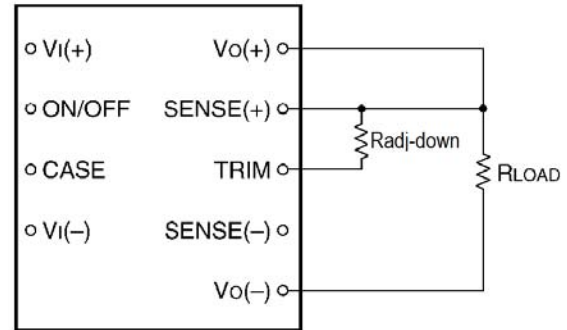 VI(+)
VO(+)
ON/OFF
SENSE(+)
Radj-down
CASE
TRIM
RLOAD
VI(–)
SENSE(–)
VO(–)